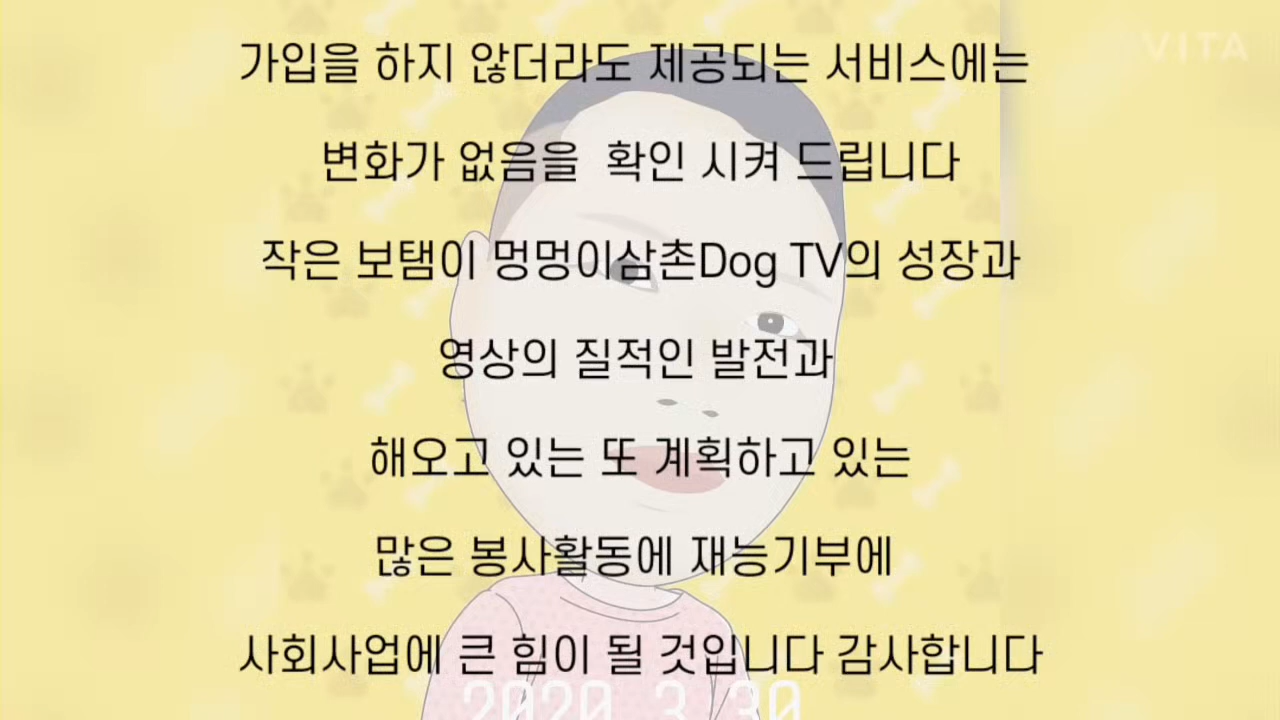 VITA
가입을 하지 않더라도 제공되는 서비스에는
변화가 없음을 확인 시켜 드립니다
작은 보탬이 멍멍이삼촌Dog TV의 성장과
영상의 질적인 발전과
해오고 있는 또 계획하고 있는
많은 봉사활동에 재능기부에
사회사업에 큰 힘이 될 것입니다 감사합니다
2020 3 30